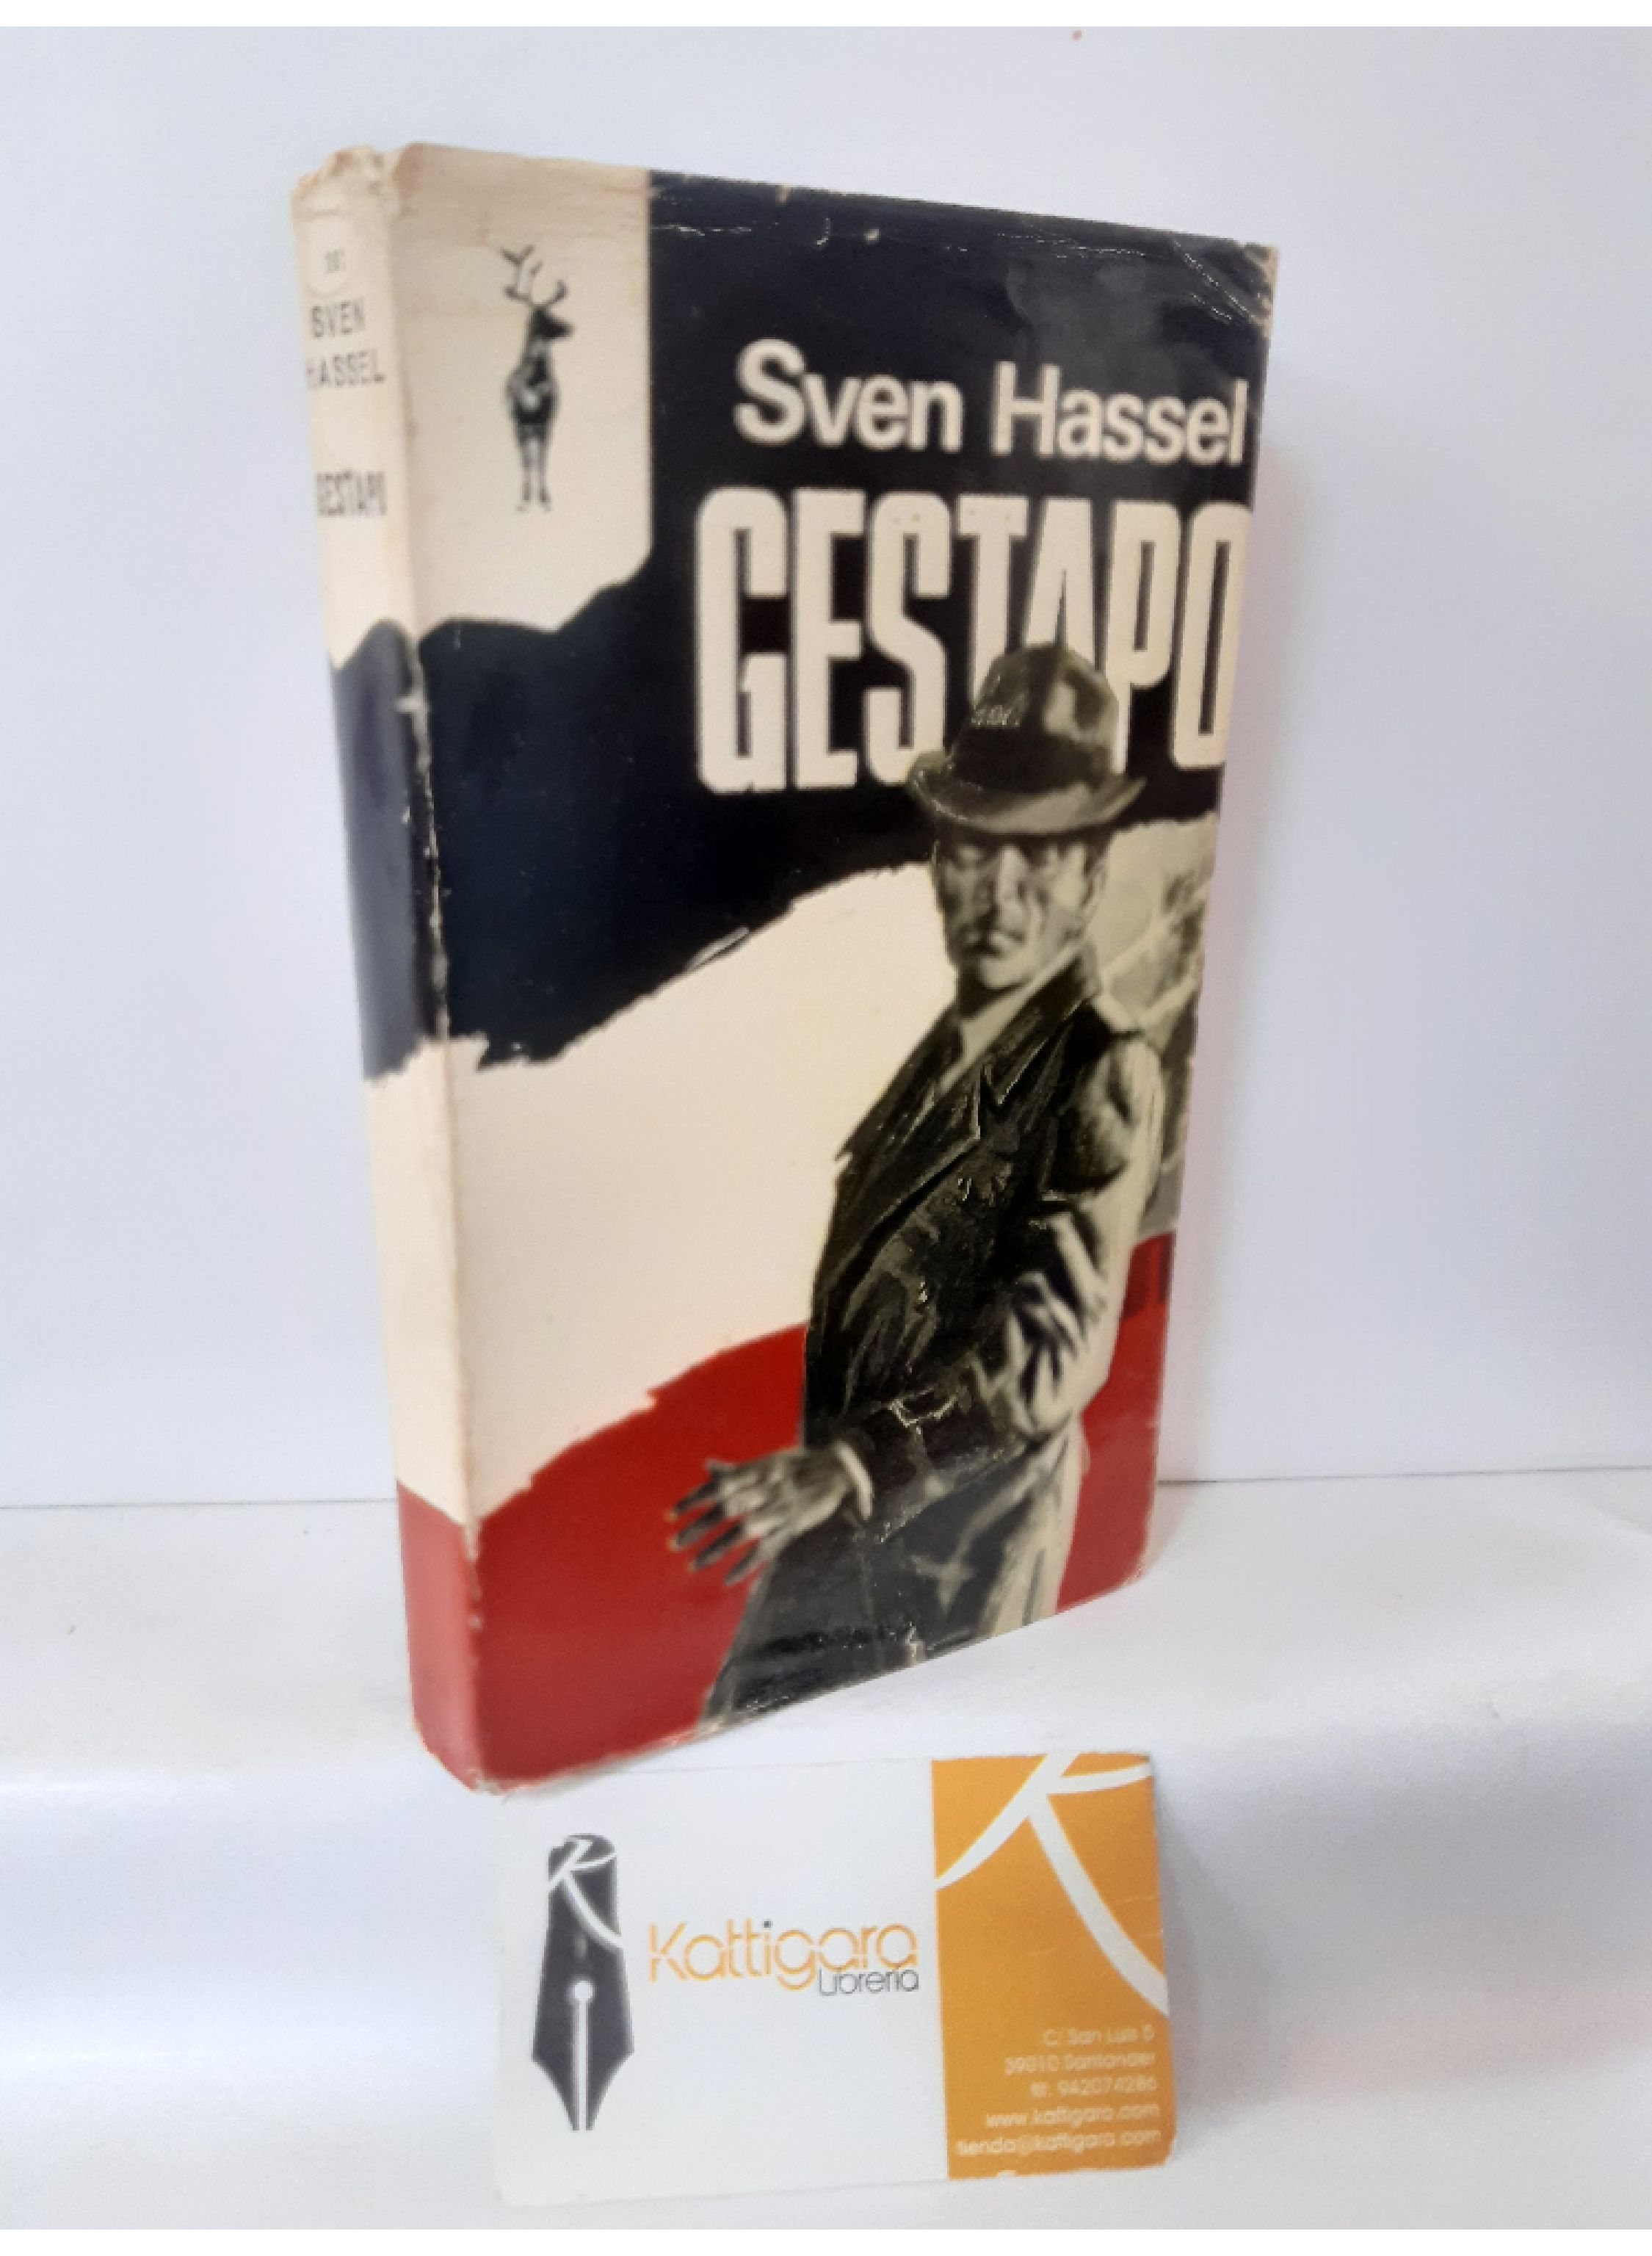 SVEN
HASSEL
GESTAPO
Sven Hassel
GESTAPO
Kattigara
Librería
C/ San Luis 5
39010 Santander
tlf: 942074286
www.kattigara.com
tienda@kattigara.com